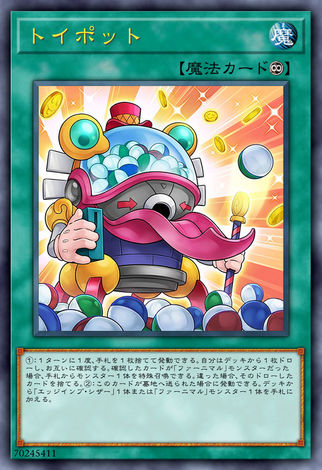 トイポット
魔
【魔法カード♾】
①：1ターンに1度、手札を1枚捨てて発動できる。自分はデッキから1枚ドロ
ーし、お互いに確認する。確認したカードが「ファーニマル」モンスターだった
場合、手札からモンスター1体を特殊召喚できる。違った場合、そのドローした
カードを捨てる。②：このカードが墓地へ送られた場合に発動できる。デッキか
ら「エッジインプ・シザー」1体または「ファーニマル」モンスター1体を手札に
加える。
70245411